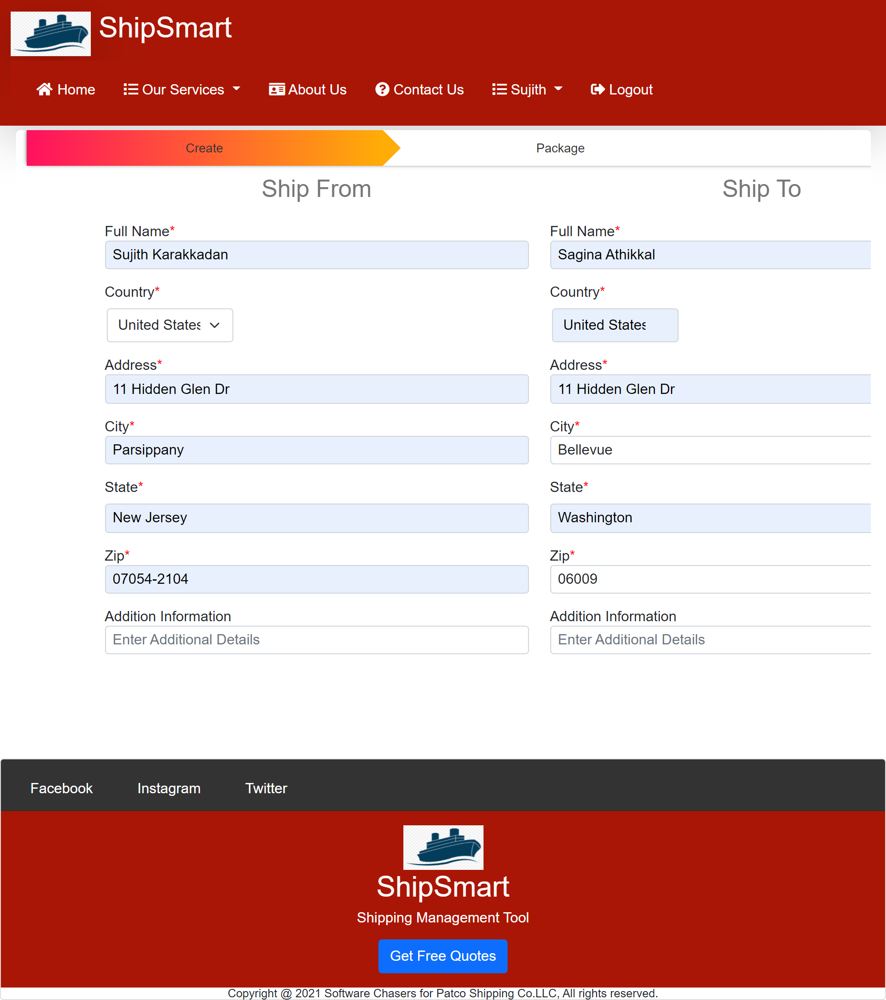 ShipSmart
Home Our Services About Us Contact Us Sujith Logout
Create Package
Ship From Ship To
Full Name* Full Name*
Sujith Karakkadan Sagina Athikkal
Country* Country*
United States United States
Address* Address*
11 Hidden Glen Dr 11 Hidden Glen Dr
City* City*
Parsippany Bellevue
State* State*
New Jersey Washington
Zip* Zip*
07054-2104 06009
Addition Information Addition Information
Enter Additional Details Enter Additional Details
Facebook Instagram Twitter
ShipSmart
Shipping Management Tool
Get Free Quotes
Copyright @ 2021 Software Chasers for Patco Shipping Co.LLC, All rights reserved.